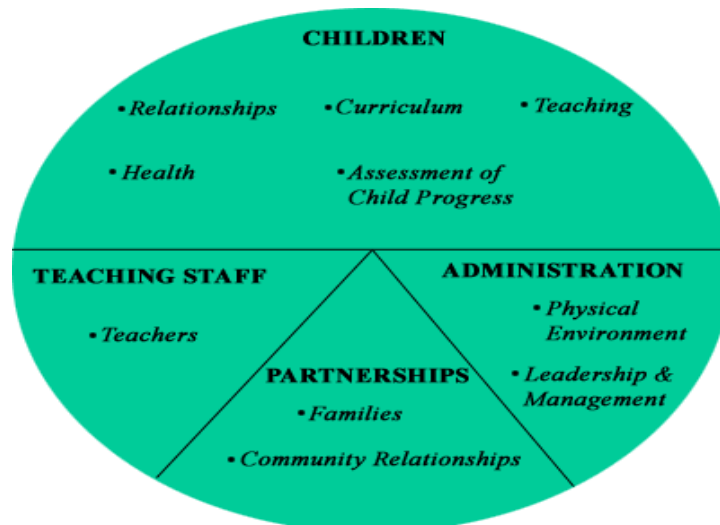 CHILDREN
• Relationships
• Curriculum
• Teaching
• Health
• Assessment of
Child Progress
TEACHING STAFF
• Teachers
PARTNERSHIPS
• Families
• Community Relationships
ADMINISTRATION
• Physical
Environment
• Leadership &
Management